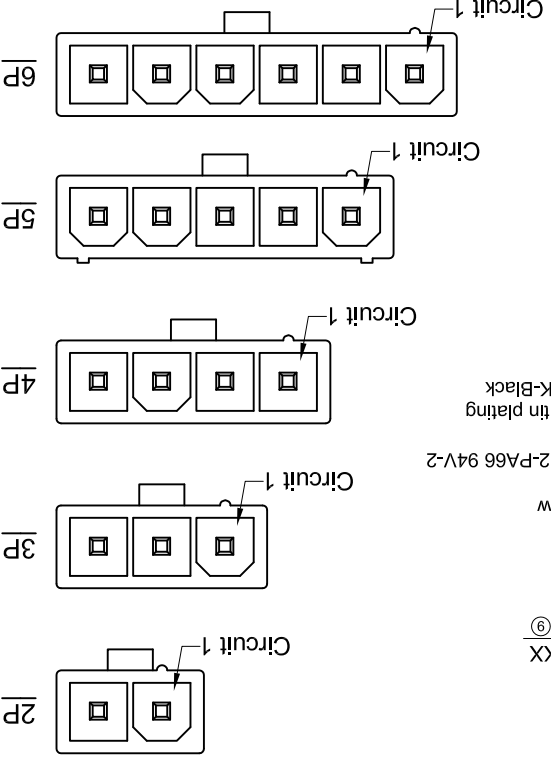 2P
Circuit 1
XX
3P
Circuit 1
w
2-PA66 94V-2
tin plating
K-Black
4P
Circuit 1
5P
Circuit 1
6P
Circuit 1